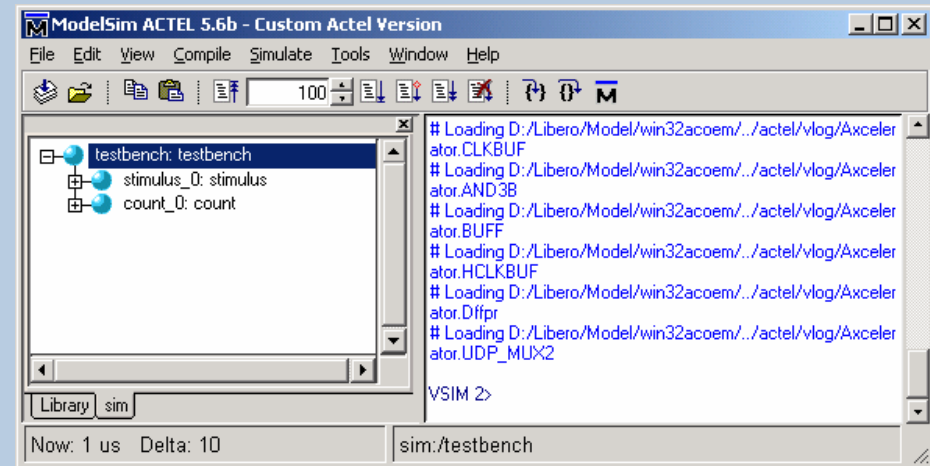 ModelSim ACTEL 5.6b - Custom Actel Version
File Edit View Compile Simulate Tools Window Help
100
testbench: testbench
stimulus_0: stimulus
count_0: count
Library sim
# Loading D:/Libero/Model/win32acoem/../actel/vlog/Axceler
ator.CLKBUF
# Loading D:/Libero/Model/win32acoem/../actel/vlog/Axceler
ator.AND3B
# Loading D:/Libero/Model/win32acoem/../actel/vlog/Axceler
ator.BUFF
# Loading D:/Libero/Model/win32acoem/../actel/vlog/Axceler
ator.HCLKBUF
# Loading D:/Libero/Model/win32acoem/../actel/vlog/Axceler
ator.Dffpr
# Loading D:/Libero/Model/win32acoem/../actel/vlog/Axceler
ator.UDP_MUX2
VSIM 2>
Now: 1 us Delta: 10
sim:/testbench